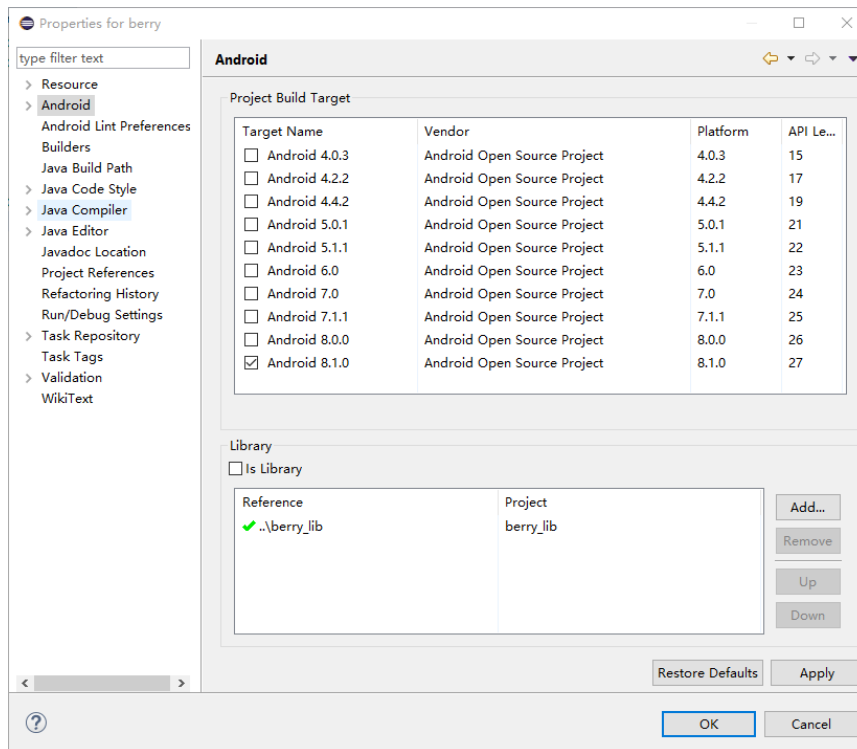 Properties for berry
type filter text
Resource
Android
Android Lint Preferences
Builders
Java Build Path
Java Code Style
Java Compiler
Java Editor
Javadoc Location
Project References
Refactoring History
Run/Debug Settings
Task Repository
Task Tags
Validation
WikiText
Android
Project Build Target
Target Name Vendor Platform API Le...
Android 4.0.3 Android Open Source Project 4.0.3 15
Android 4.2.2 Android Open Source Project 4.2.2 17
Android 4.4.2 Android Open Source Project 4.4.2 19
Android 5.0.1 Android Open Source Project 5.0.1 21
Android 5.1.1 Android Open Source Project 5.1.1 22
Android 6.0 Android Open Source Project 6.0 23
Android 7.0 Android Open Source Project 7.0 24
Android 7.1.1 Android Open Source Project 7.1.1 25
Android 8.0.0 Android Open Source Project 8.0.0 26
Android 8.1.0 Android Open Source Project 8.1.0 27
Library
Is Library
Reference Project
..\berry_lib berry_lib
Add...
Remove
Up
Down
Restore Defaults Apply
? OK Cancel